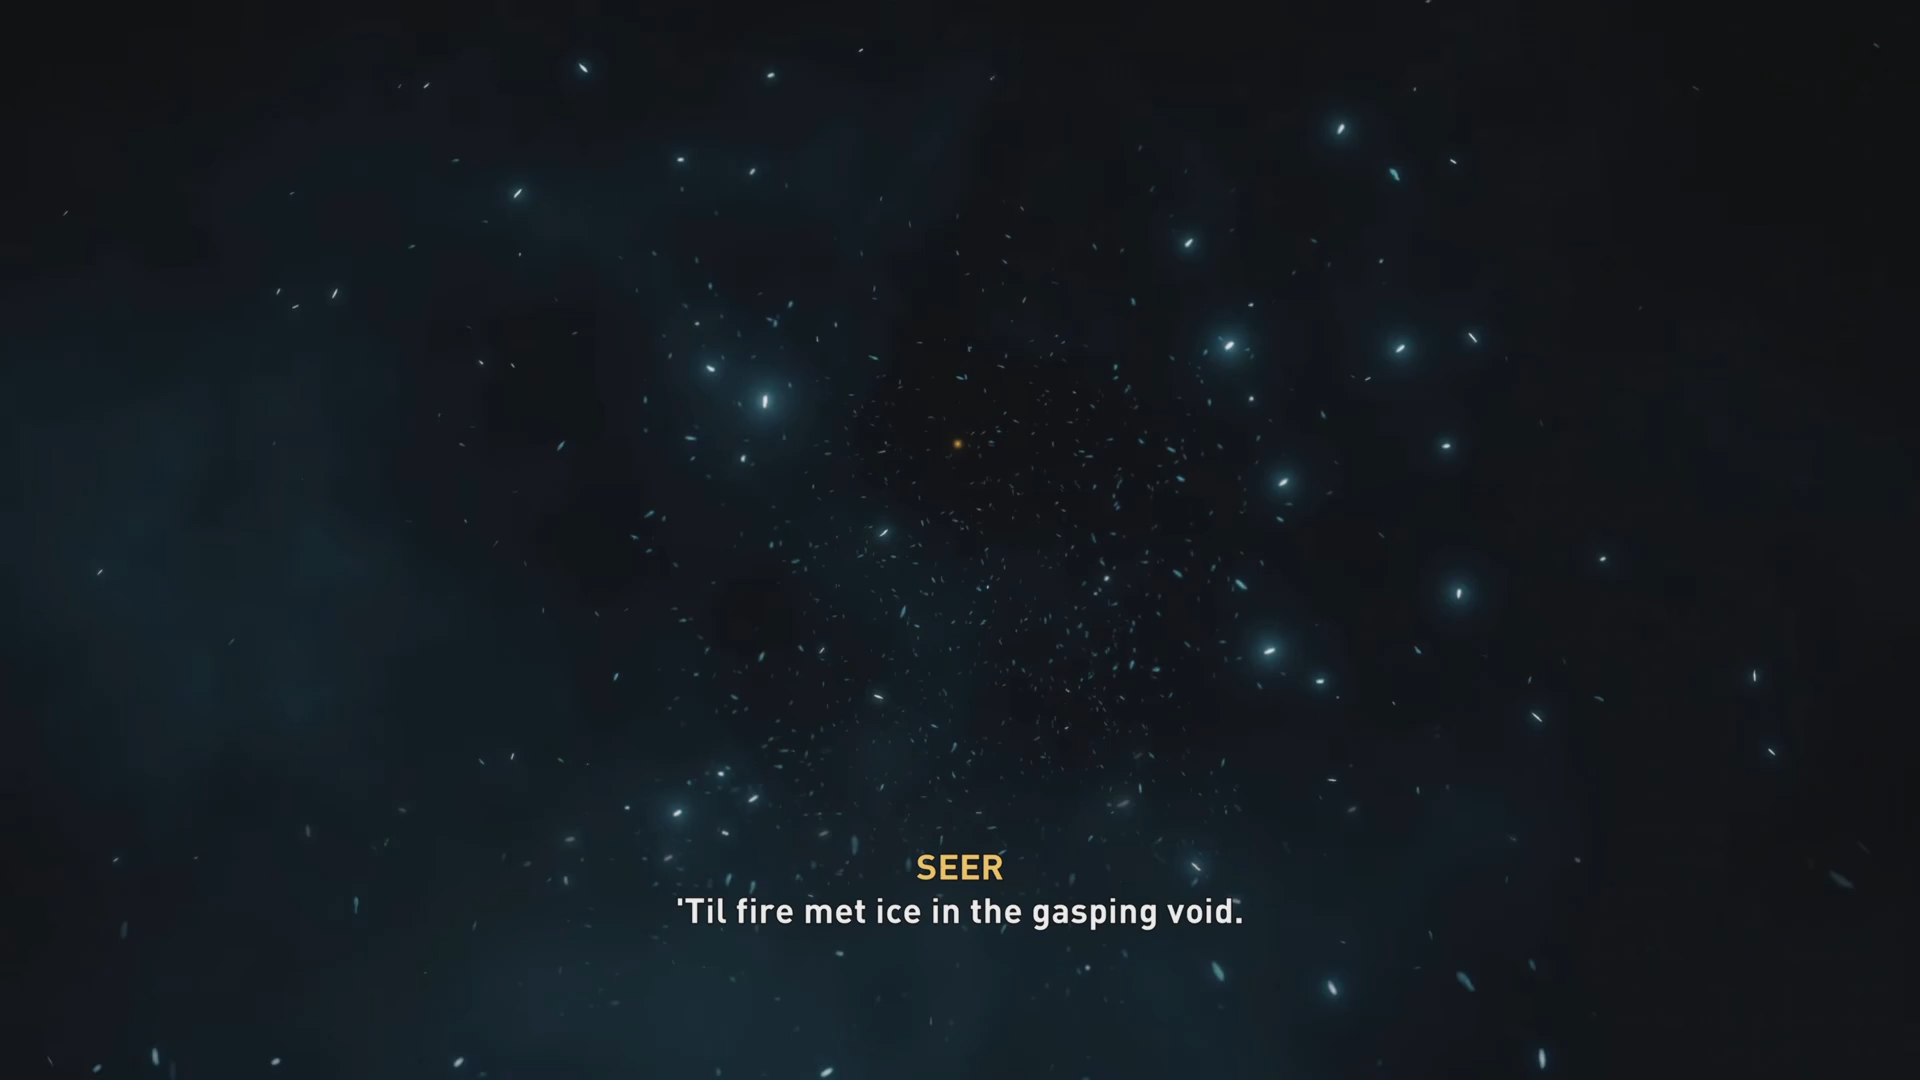 SEER
'Til fire met ice in the gasping void.